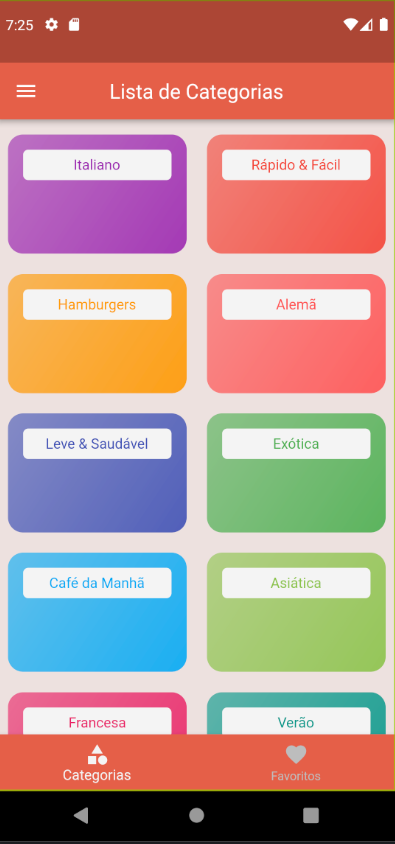 7:25
Lista de Categorias
Italiano
Rápido & Fácil
Hamburgers
Alemã
Leve & Saudável
Exótica
Café da Manhã
Asiática
Francesa
Verão
Categorias
Favoritos